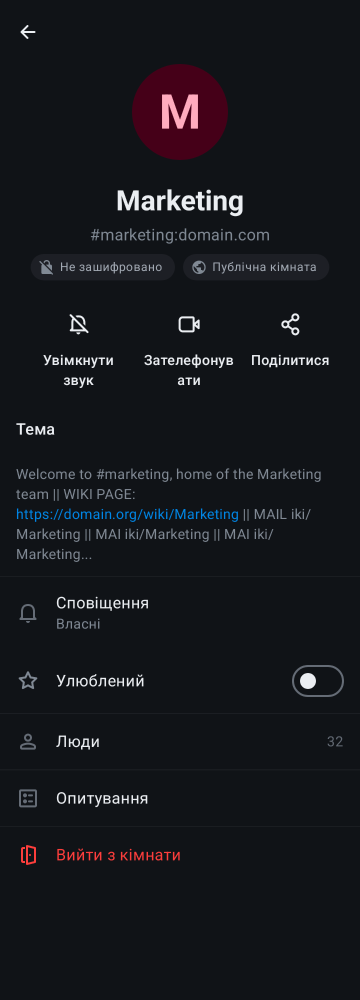 M
Marketing
#marketing:domain.com
Не зашифровано
Публічна кімната
Увімкнути
звук
Зателефонув
ати
Поділитися
Тема
Welcome to #marketing, home of the Marketing
team || WIKI PAGE:
https://domain.org/wiki/Marketing || MAIL iki/
Marketing || MAI iki/Marketing || MAI iki/
Marketing...
Сповіщення
Власні
Улюблений
Люди
32
Опитування
Вийти з кімнати